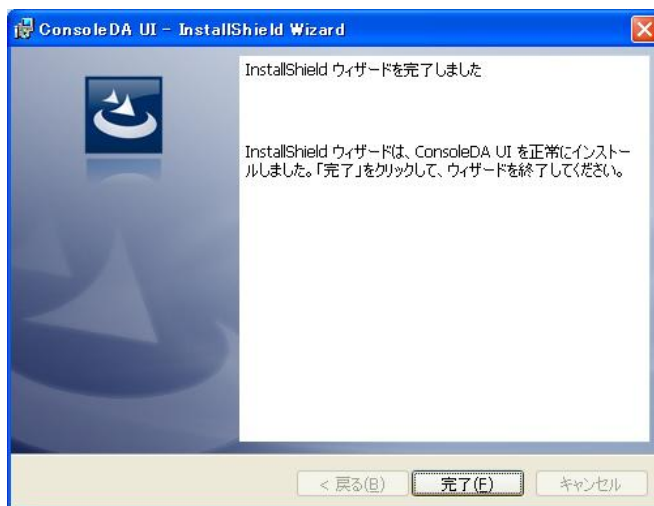 ConsoleDA UI - InstallShield Wizard
InstallShield ウィザードを完了しました
InstallShield ウィザードは、ConsoleDA UI を正常にインストー
ルしました。「完了」をクリックして、ウィザードを終了してください。
< 戻る(B) 完了(F) キャンセル